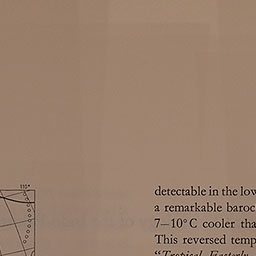 110°
detectable in the low
a remarkable baroc
7–10°C cooler tha
This reversed temp
"Tropical Easterly